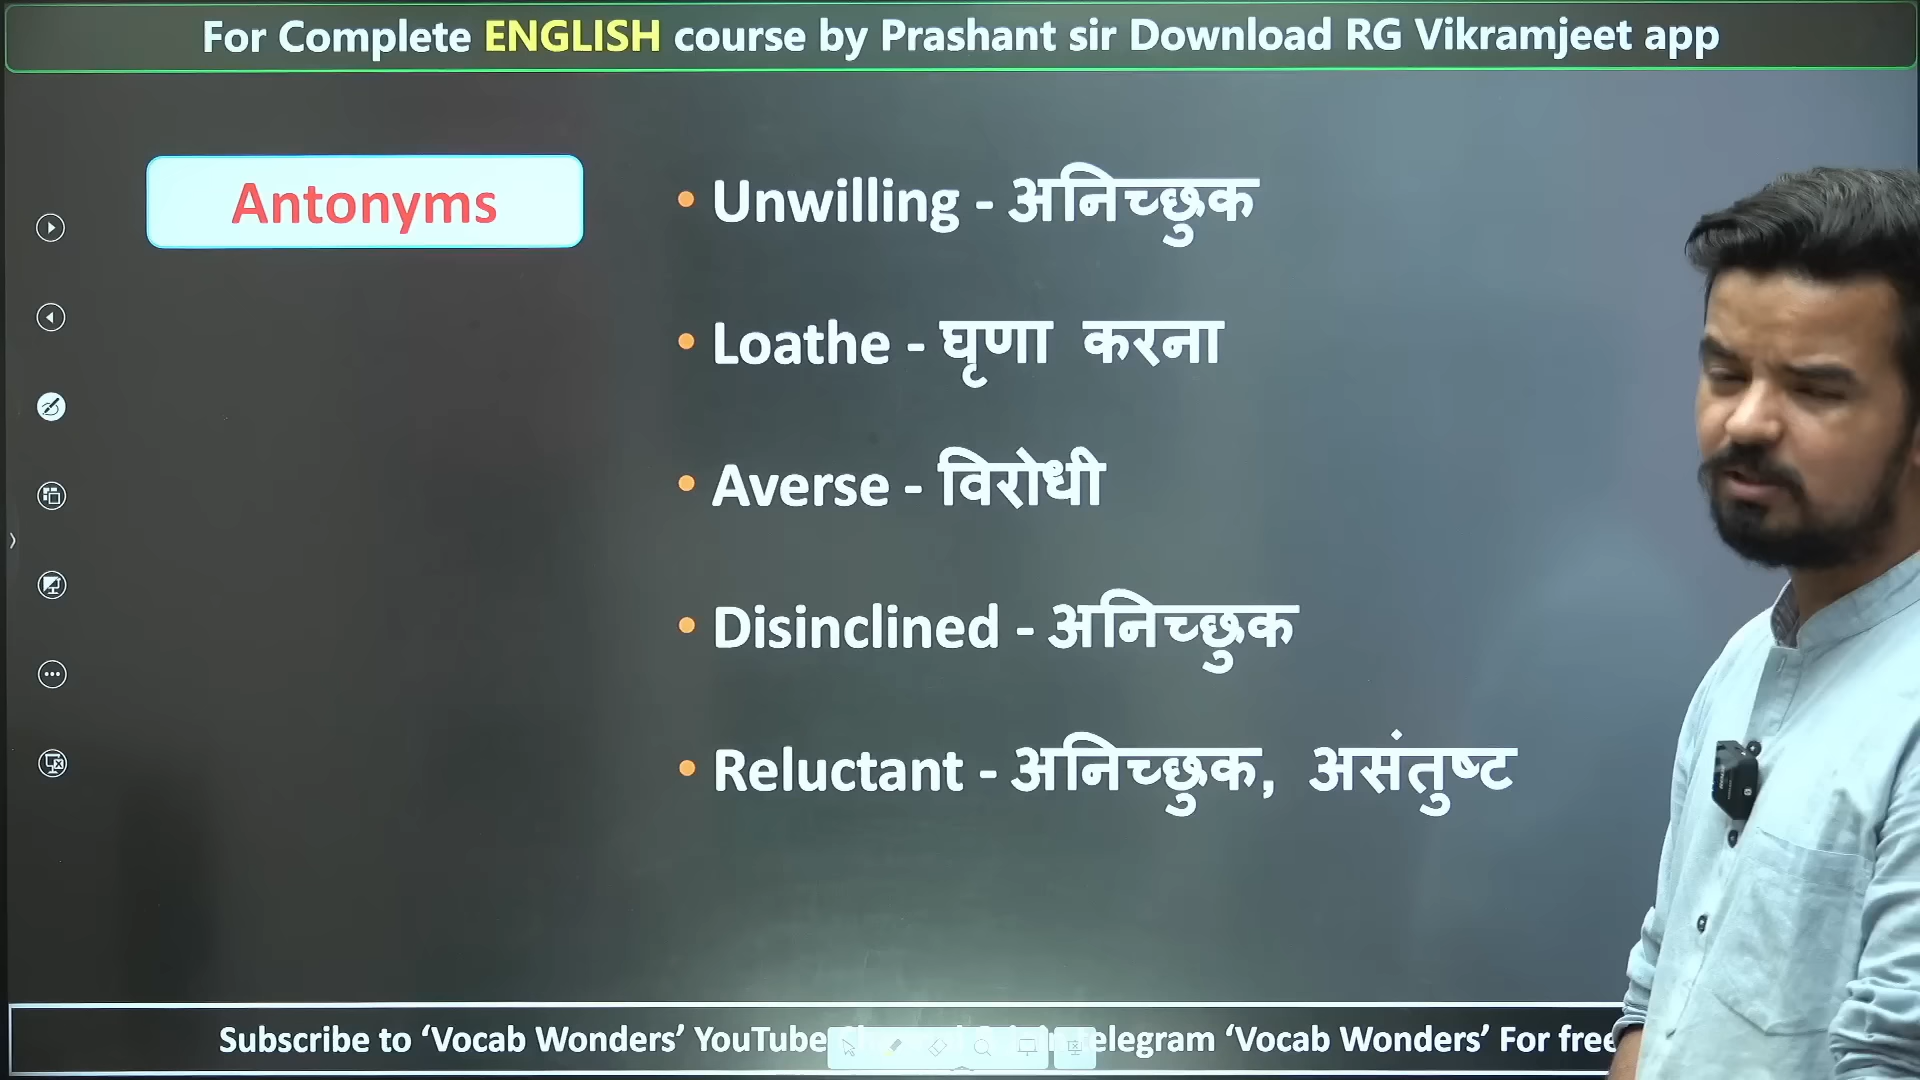 For Complete ENGLISH course by Prashant sir Download RG Vikramjeet app
Antonyms
• Unwilling - अनिच्छुक
• Loathe - घृणा करना
• Averse - विरोधी
• Disinclined - अनिच्छुक
• Reluctant - अनिच्छुक, असंतुष्ट
Subscribe to ‘Vocab Wonders’ YouTube Telegram ‘Vocab Wonders’ For free